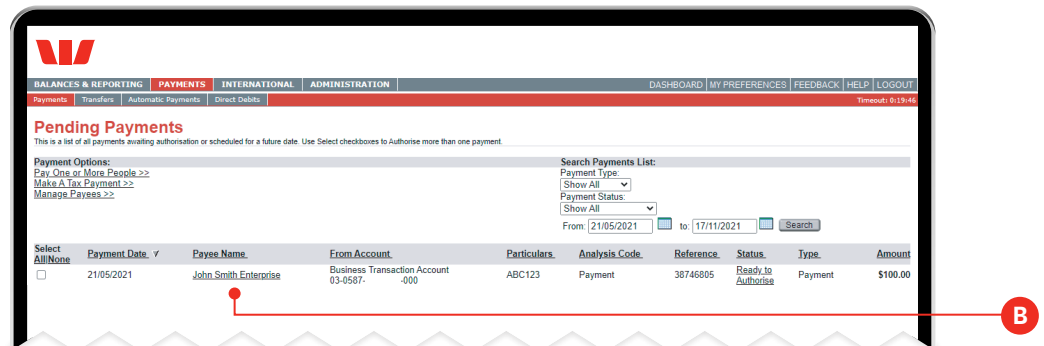 BALANCES & REPORTING PAYMENTS INTERNATIONAL ADMINISTRATION DASHBOARD MY PREFERENCES FEEDBACK HELP LOGOUT
Payments Transfers Automatic Payments Direct Debits Timeout: 0:19:46
Pending Payments
This is a list of all payments awaiting authorisation or scheduled for a future date. Use Select checkboxes to Authorise more than one payment.
Payment Options:
Pay One or More People >>
Make A Tax Payment >>
Manage Payees >>
Search Payments List:
Payment Type:
Show All
Payment Status:
Show All
From: 21/05/2021 to: 17/11/2021 Search
Select
All|None Payment Date Payee Name From Account Particulars Analysis Code Reference Status Type Amount
21/05/2021 John Smith Enterprise Business Transaction Account ABC123 Payment 38746805 Ready to Payment $100.00
03-0587- -000 Authorise
B